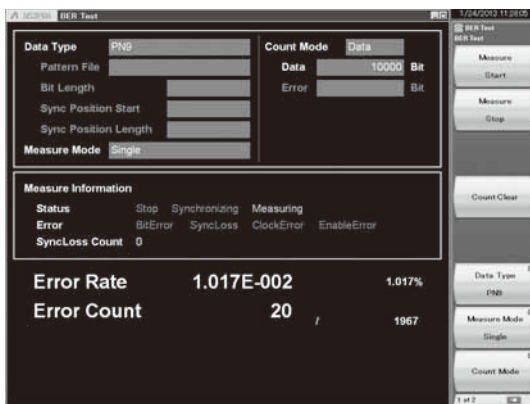 BER Test
1/24/2013 11:28:05
BER Test
BER Test
Data Type PN9
Pattern File
Bit Length
Sync Position Start
Sync Position Length
Measure Mode Single
Count Mode Data
Data 10000 Bit
Error Bit
Measure Information
Status Stop Synchronizing Measuring
Error BitError SyncLoss ClockError EnableError
SyncLoss Count 0
Error Rate 1.017E-002 1.017%
Error Count 20 / 1967
Measure
Start
Measure
Stop
Count Clear
Data Type
PN9
Measure Mode
Single
Count Mode
1 of 2